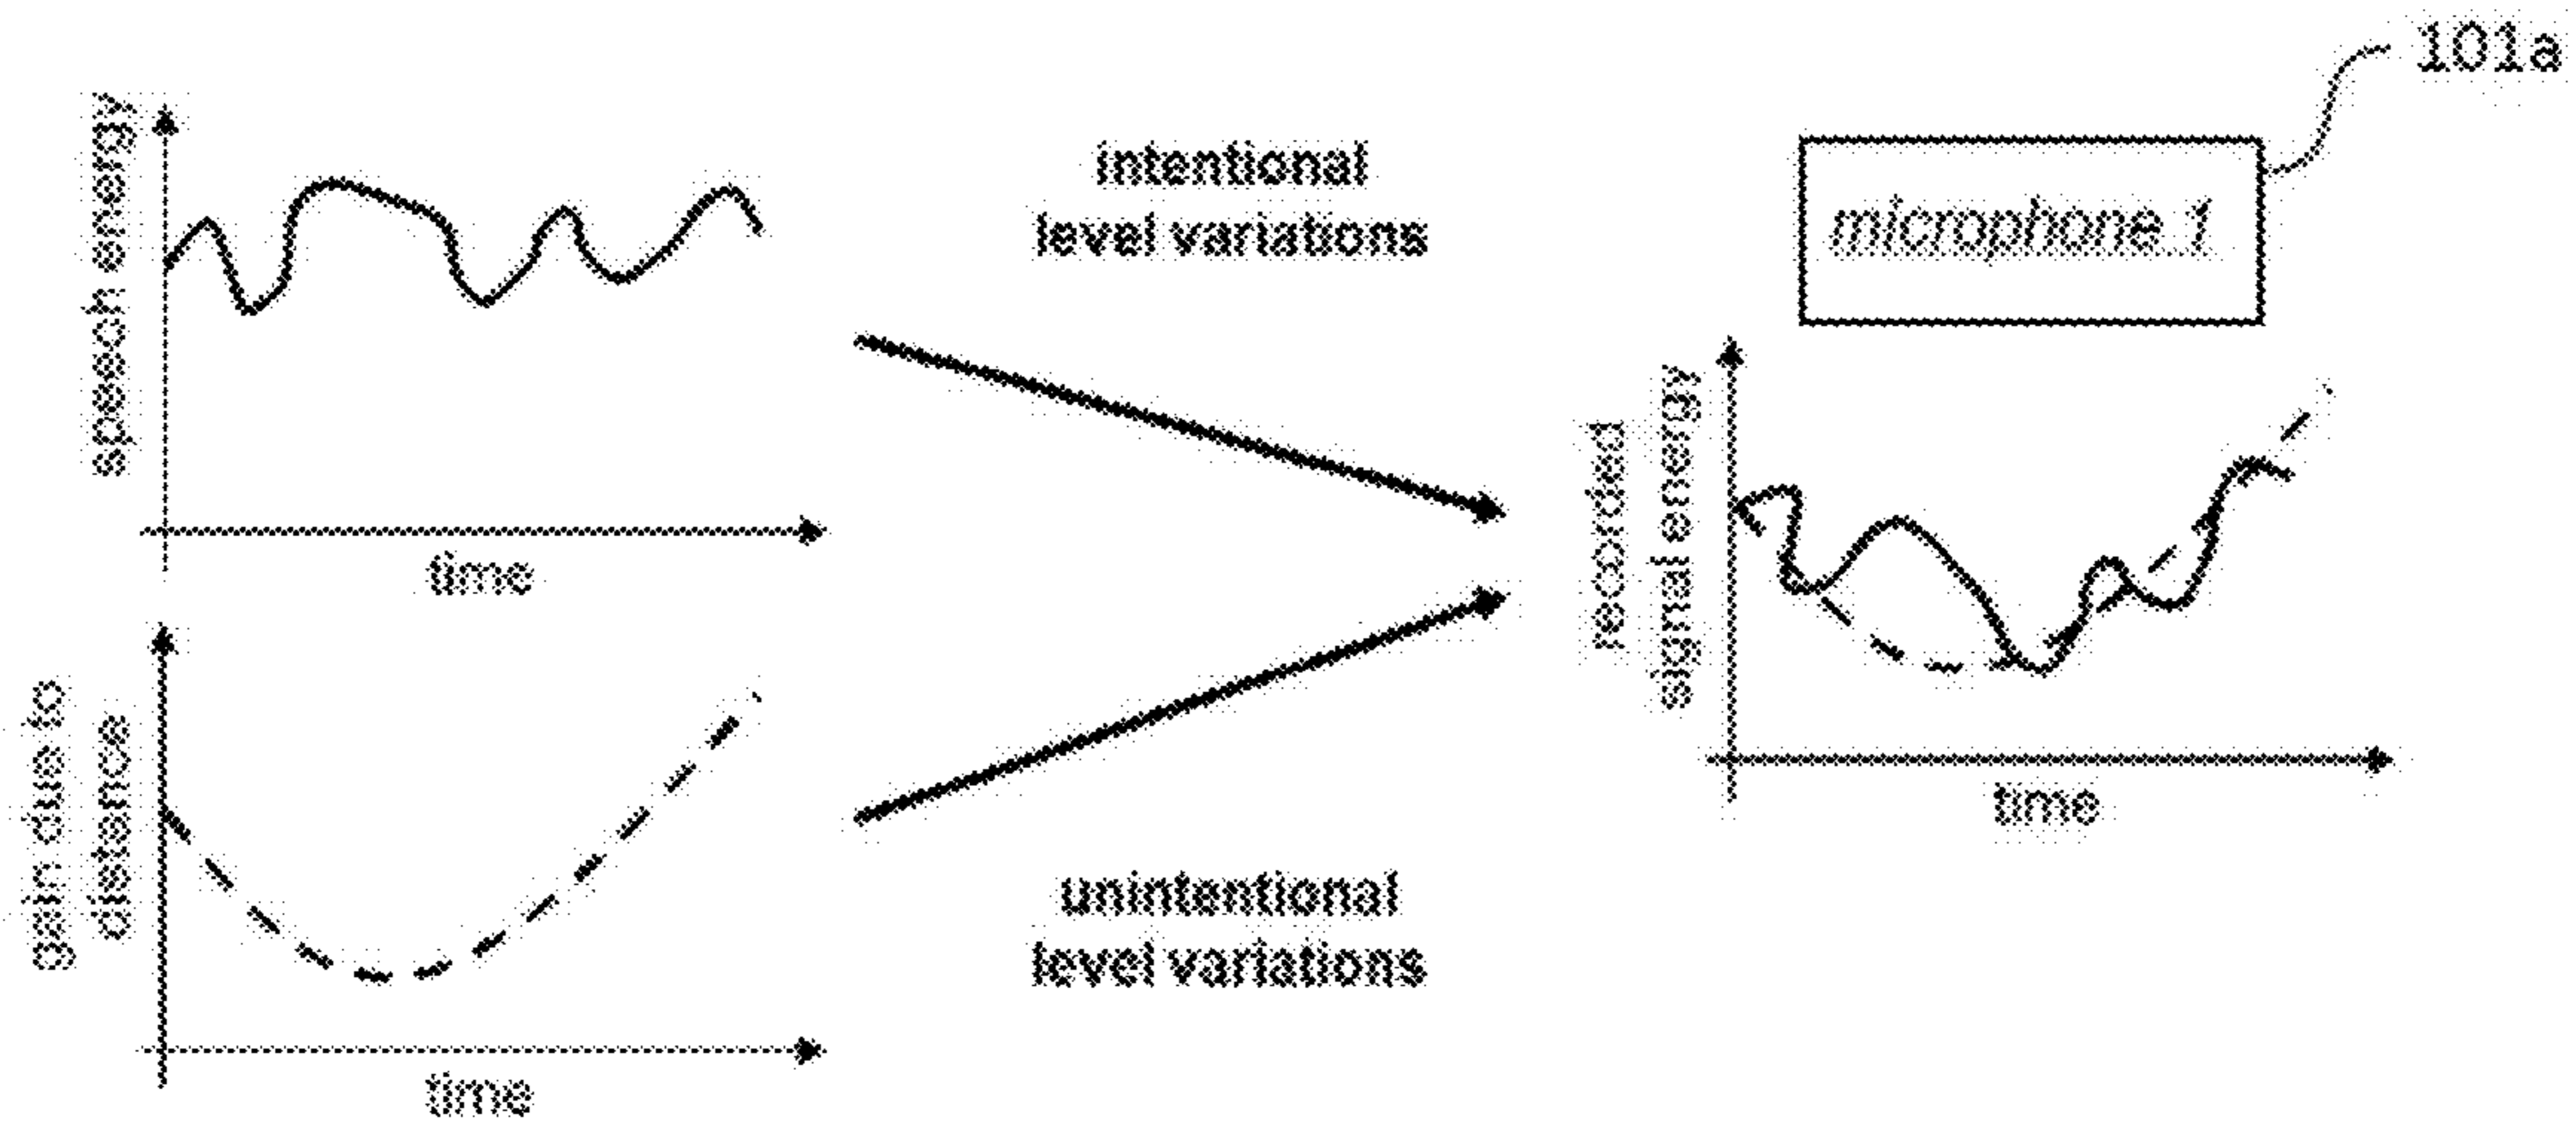 101a
speech energy
intentional
level variations
microphone 1
time
recorded
signal energy
gain due to
distance
time
unintentional
level variations
time